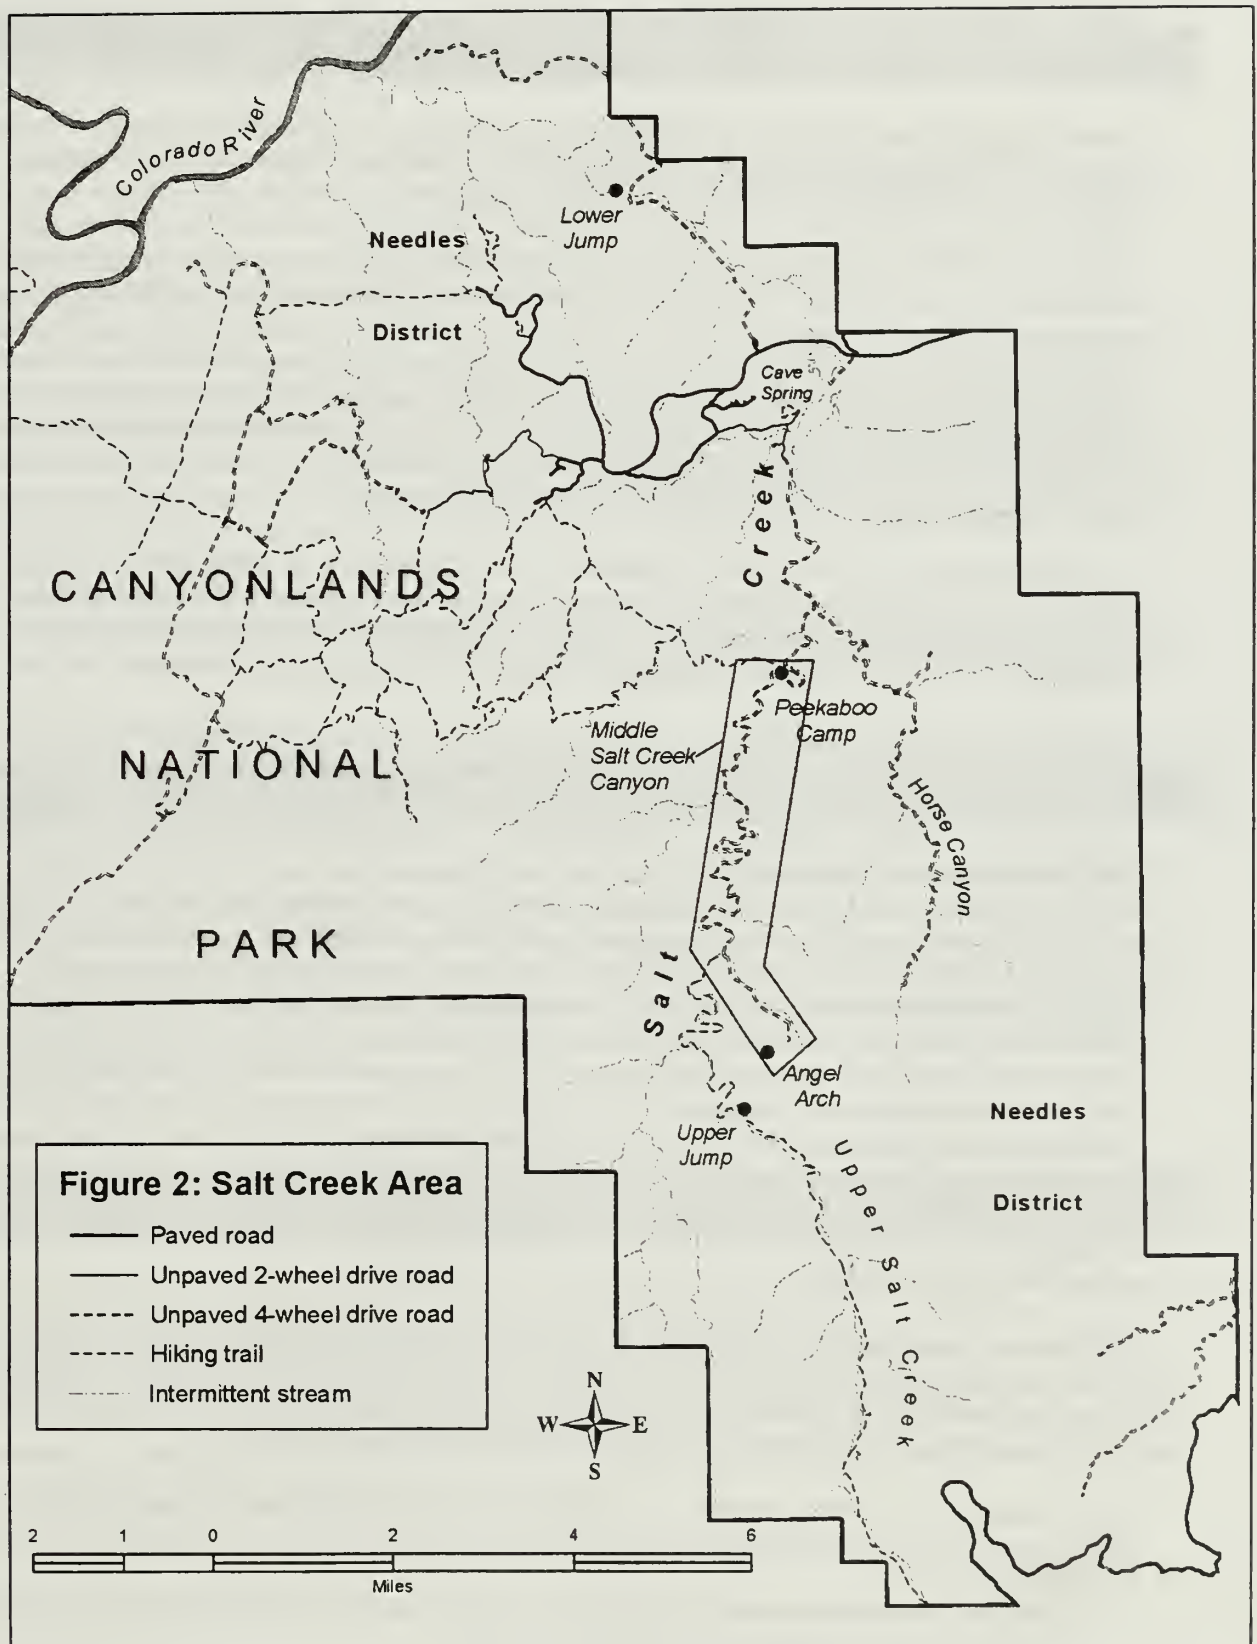 Colorado River
Lower
Jump
Needles
District
Cave
Spring
Salt Creek
CANYONLANDS
NATIONAL
PARK
Peekaboo
Camp
Middle
Salt Creek
Canyon
Horse Canyon
Angel
Arch
Upper
Jump
Needles
District
Upper Salt Creek
Figure 2: Salt Creek Area
Paved road
Unpaved 2-wheel drive road
Unpaved 4-wheel drive road
Hiking trail
Intermittent stream
N
W E
S
2 1 0 2 4 6
Miles